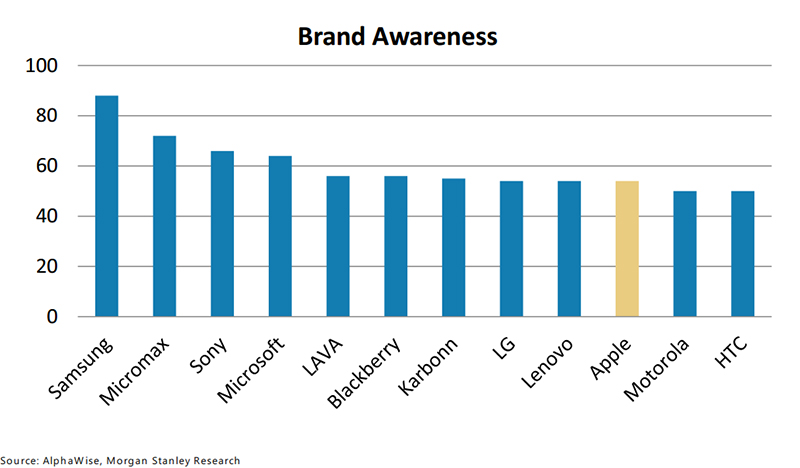 Brand Awareness
100
80
60
40
20
0
Samsung
Micromax
Sony
Microsoft
LAVA
Blackberry
Karbonn
LG
Lenovo
Apple
Motorola
HTC
Source: AlphaWise, Morgan Stanley Research